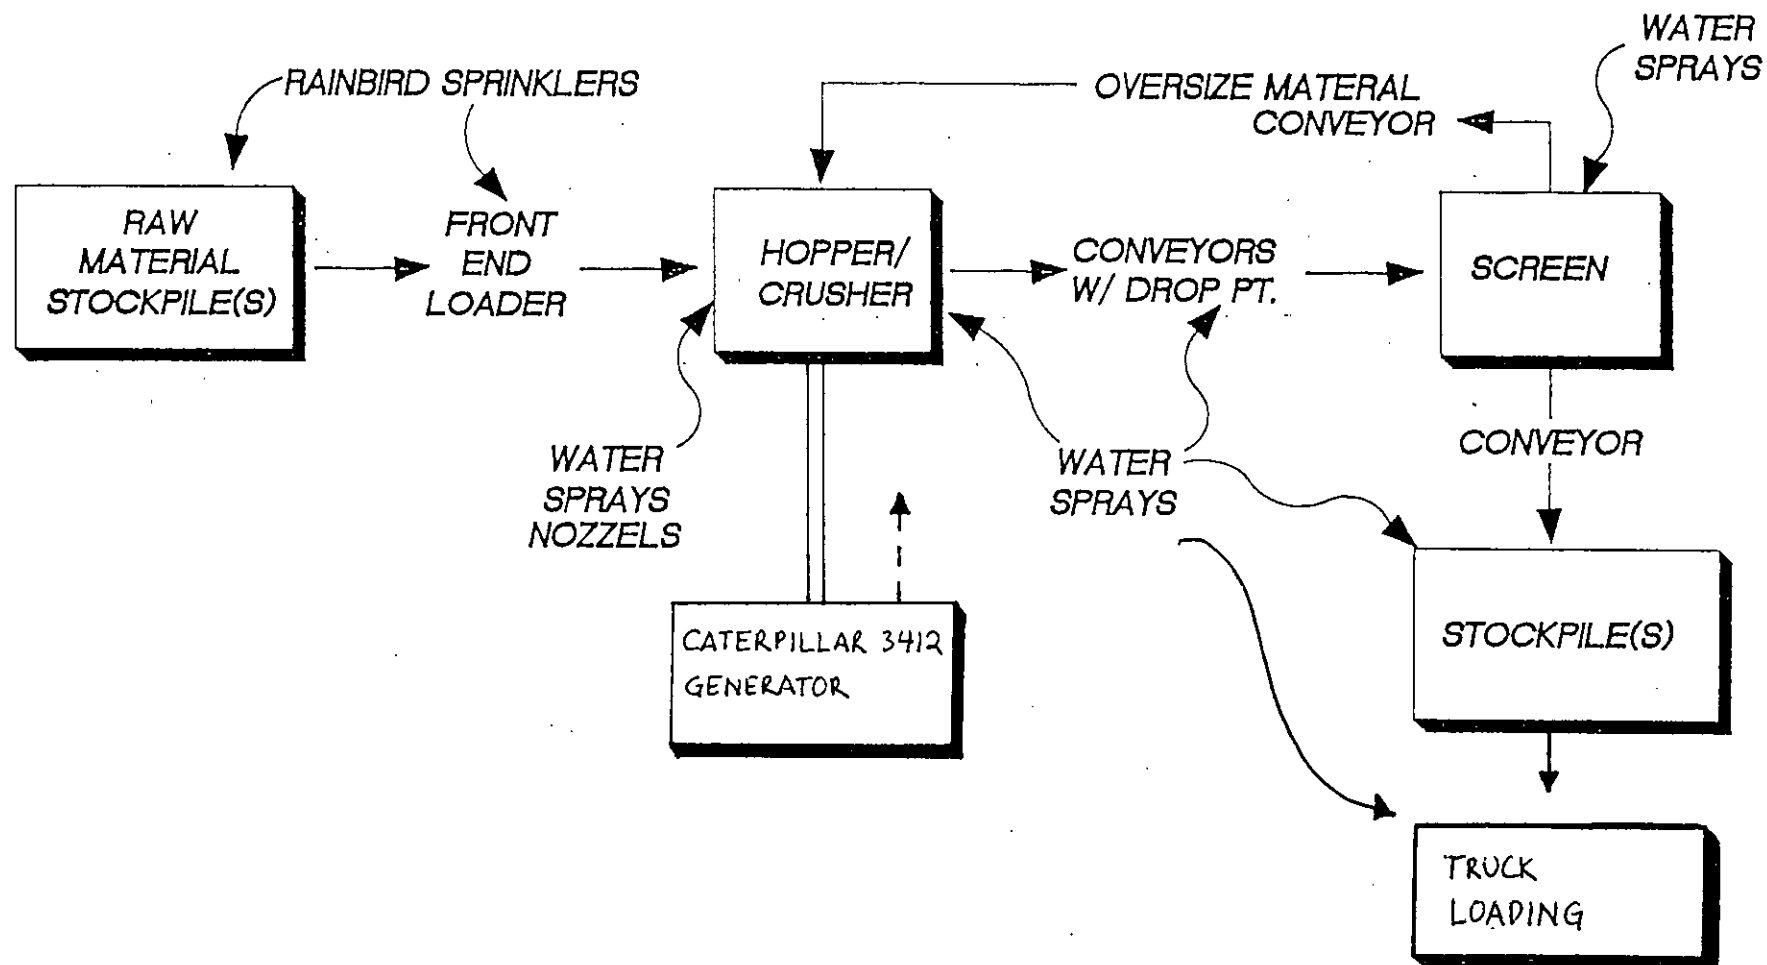 WATER
SPRAYS
RAINBIRD SPRINKLERS
OVERSIZE MATERAL
CONVEYOR
RAW
MATERIAL
STOCKPILE(S)
FRONT
END
LOADER
HOPPER/
CRUSHER
CONVEYORS
W/ DROP PT.
SCREEN
WATER
SPRAYS
NOZZELS
WATER
SPRAYS
CONVEYOR
CATERPILLAR 3412
GENERATOR
STOCKPILE(S)
TRUCK
LOADING